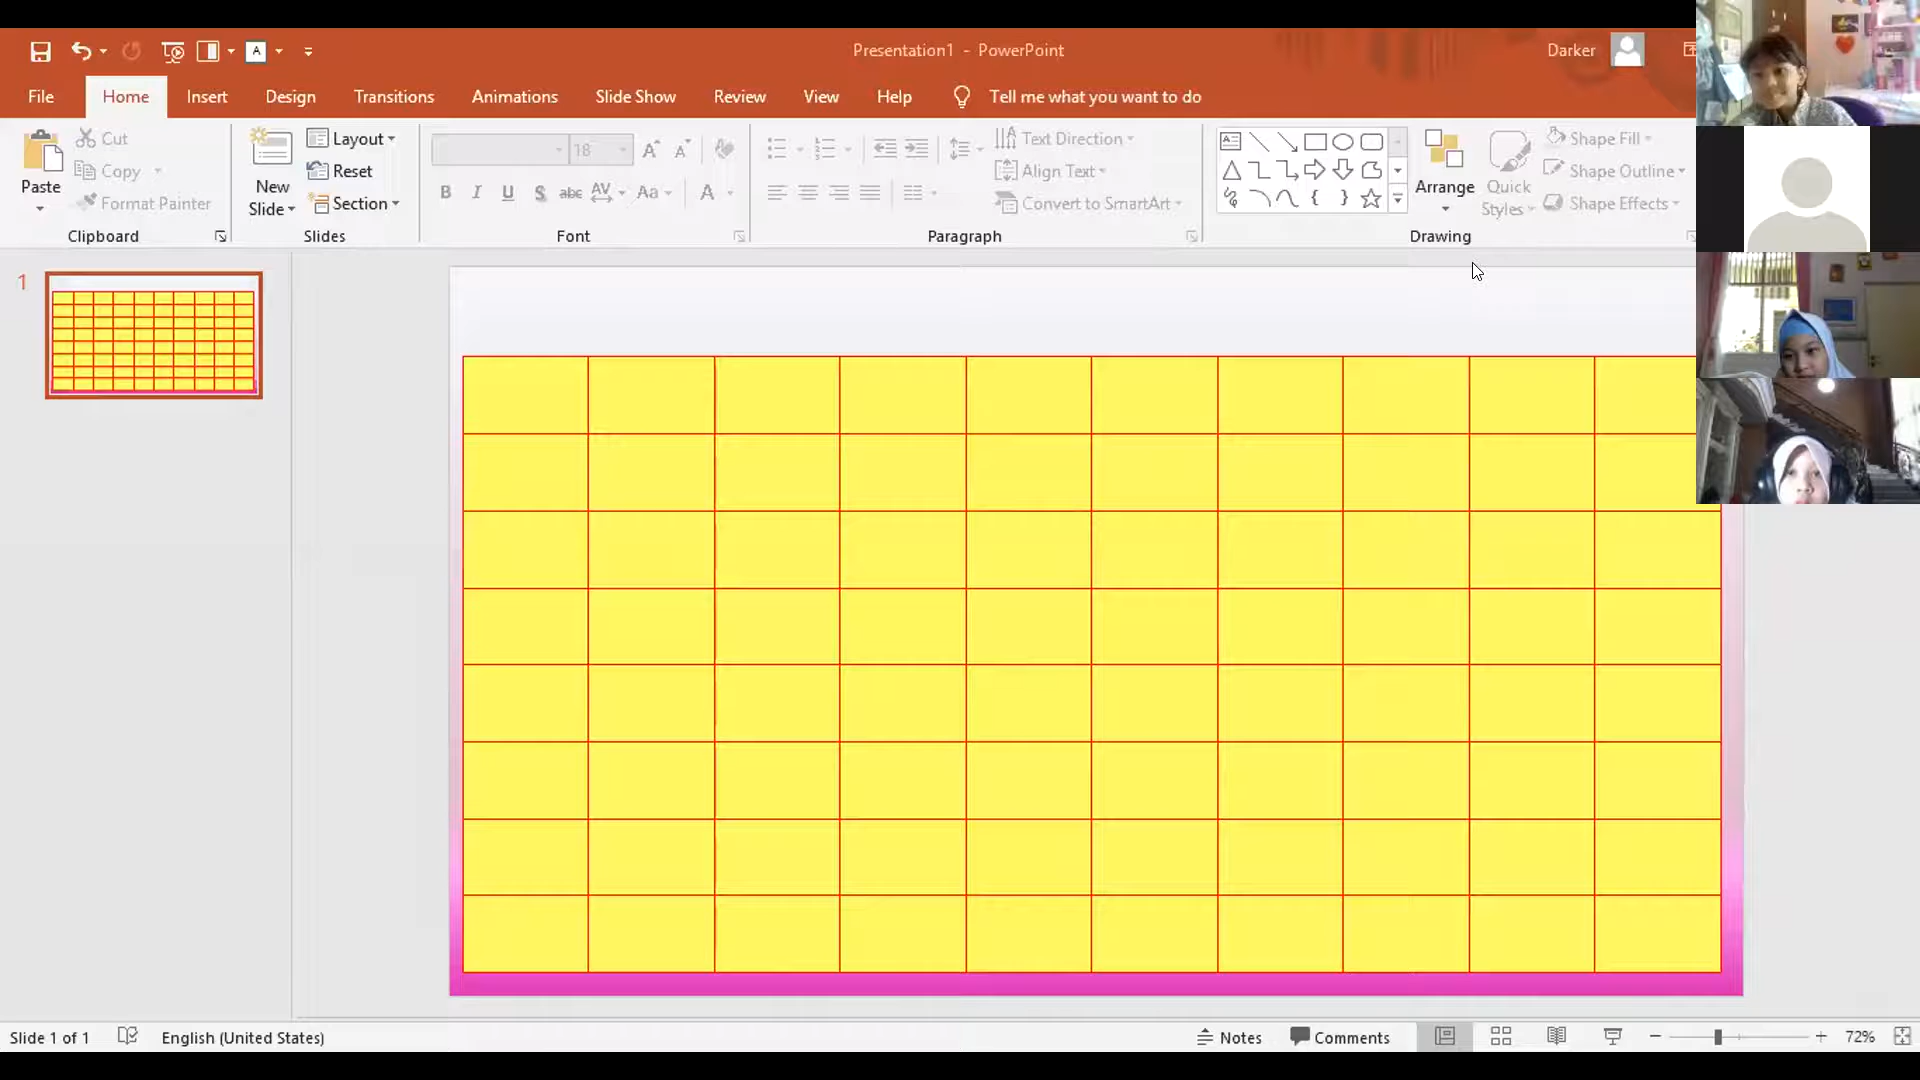 A
Presentation1 - PowerPoint
Darker
File
Home
Insert
Design
Transitions
Animations
Slide Show
Review
View
Help
Tell me what you want to do
Paste
Cut
Copy
Format Painter
Clipboard
New
Slide
Layout
Reset
Section
Slides
18
B I U S abc AV Aa A
Font
Text Direction
Align Text
Convert to SmartArt
Paragraph
Arrange
Quick
Styles
Shape Fill
Shape Outline
Shape Effects
Drawing
1
Slide 1 of 1
English (United States)
Notes
Comments
72%